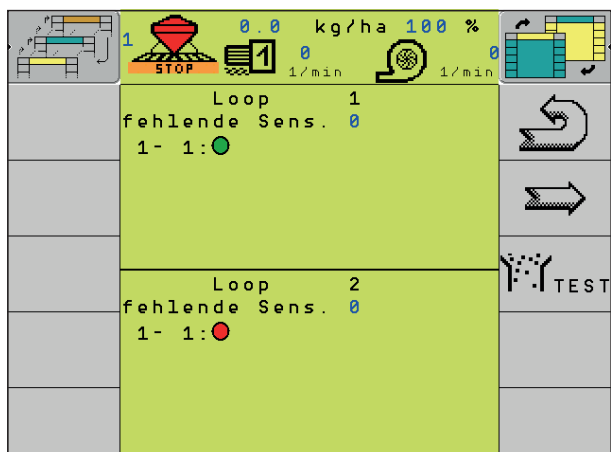 1 0.0 kg/ha 100 %
STOP 1 0 0
1/min 1/min
Loop 1
fehlende Sens. 0
1- 1:
TEST
Loop 2
fehlende Sens. 0
1- 1: